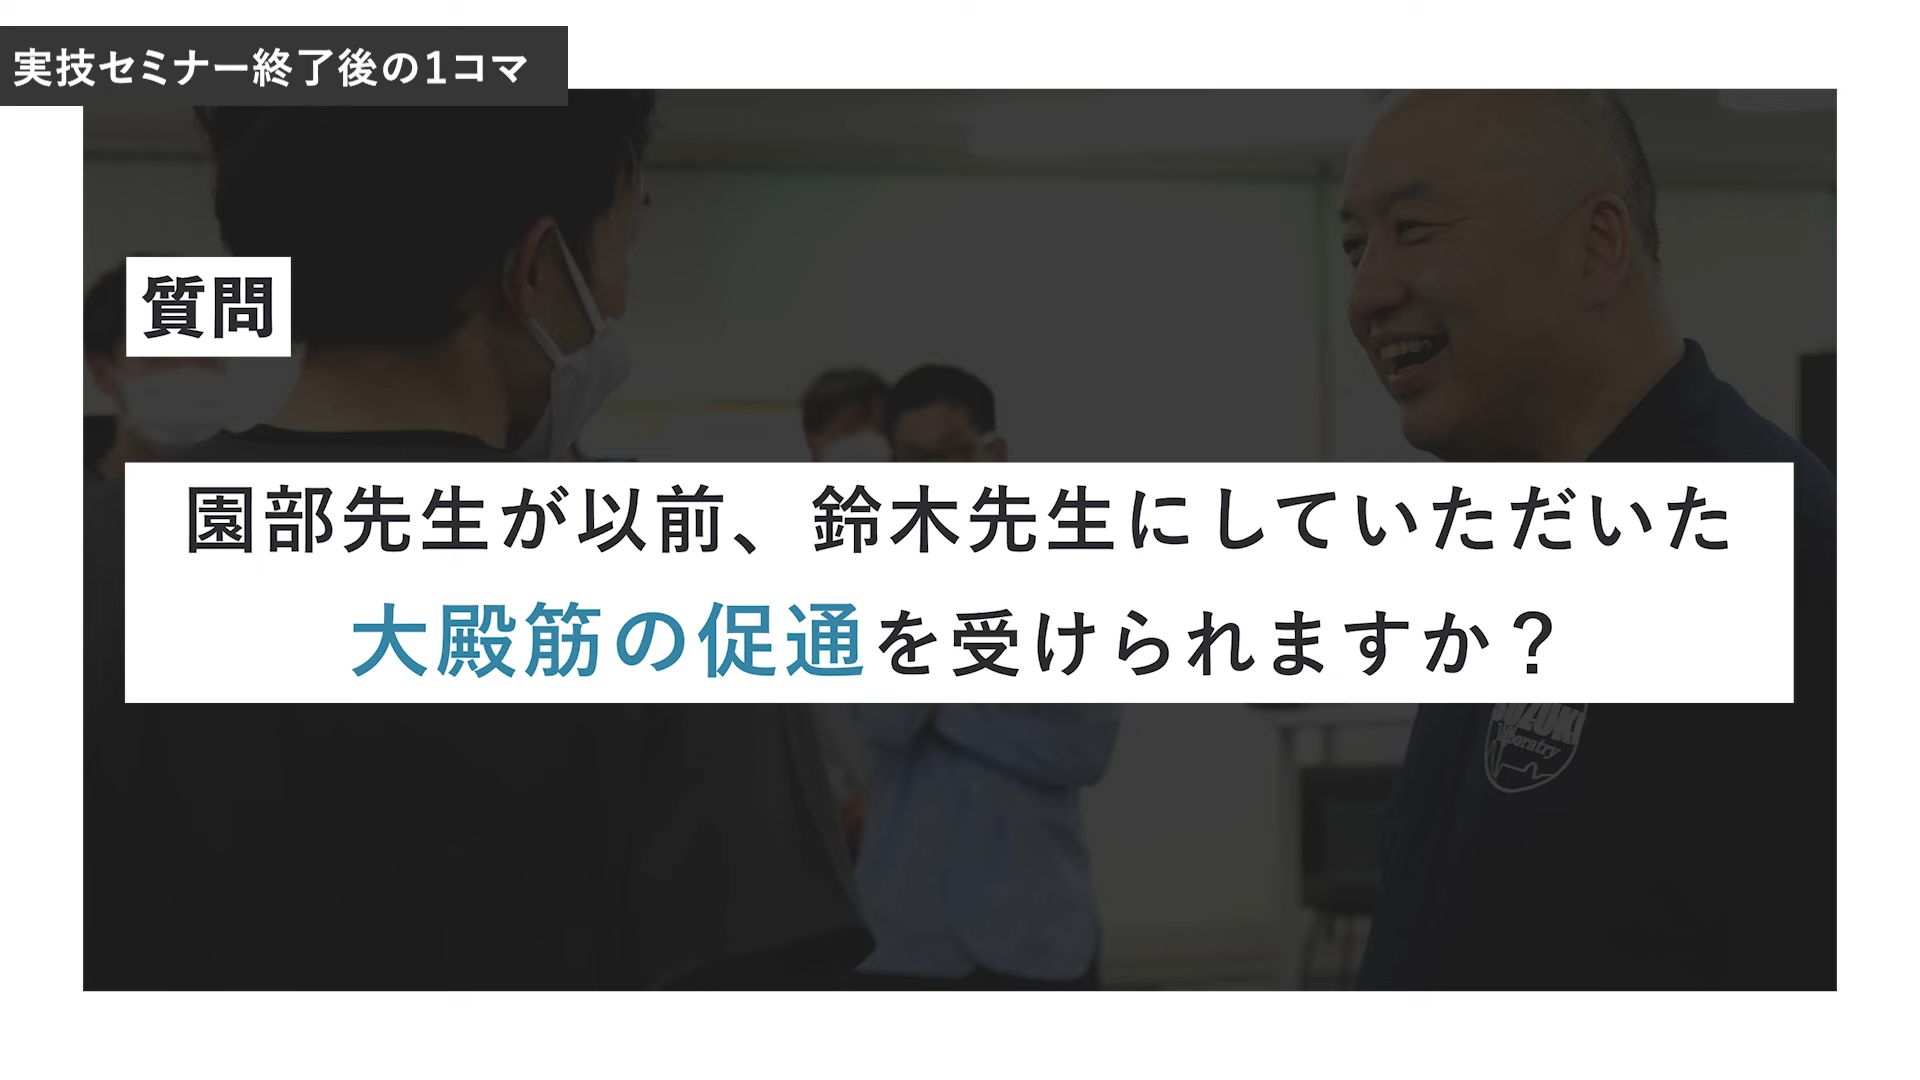 実技セミナー終了後の1コマ
質問
園部先生が以前、鈴木先生にしていただいた
大殿筋の促通を受けられますか？
SUZUKI
laboratry